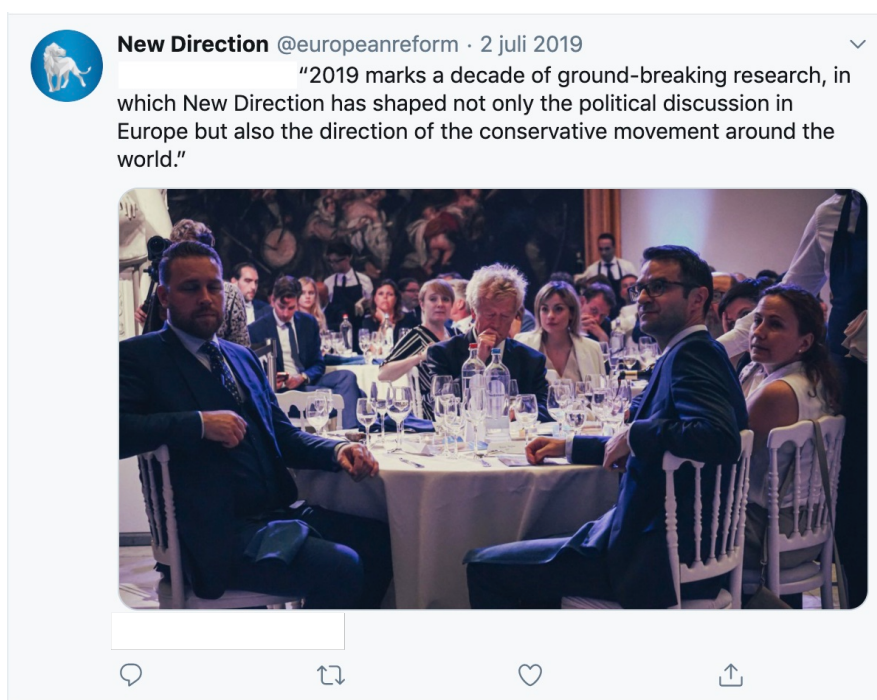 New Direction @europeanreform · 2 juli 2019
“2019 marks a decade of ground-breaking research, in
which New Direction has shaped not only the political discussion in
Europe but also the direction of the conservative movement around the
world.”